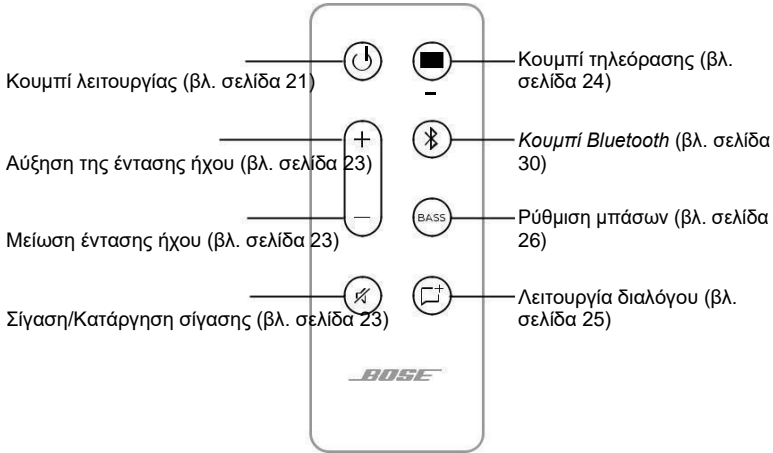 Κουμπί λειτουργίας (βλ. σελίδα 21)
Κουμπί τηλεόρασης (βλ.
σελίδα 24)
Αύξηση της έντασης ήχου (βλ. σελίδα 23)
Κουμπί Bluetooth (βλ. σελίδα
30)
Μείωση έντασης ήχου (βλ. σελίδα 23)
BASS
Ρύθμιση μπάσων (βλ. σελίδα
26)
Σίγαση/Κατάργηση σίγασης (βλ. σελίδα 23)
Λειτουργία διαλόγου (βλ.
σελίδα 25)
BOSE